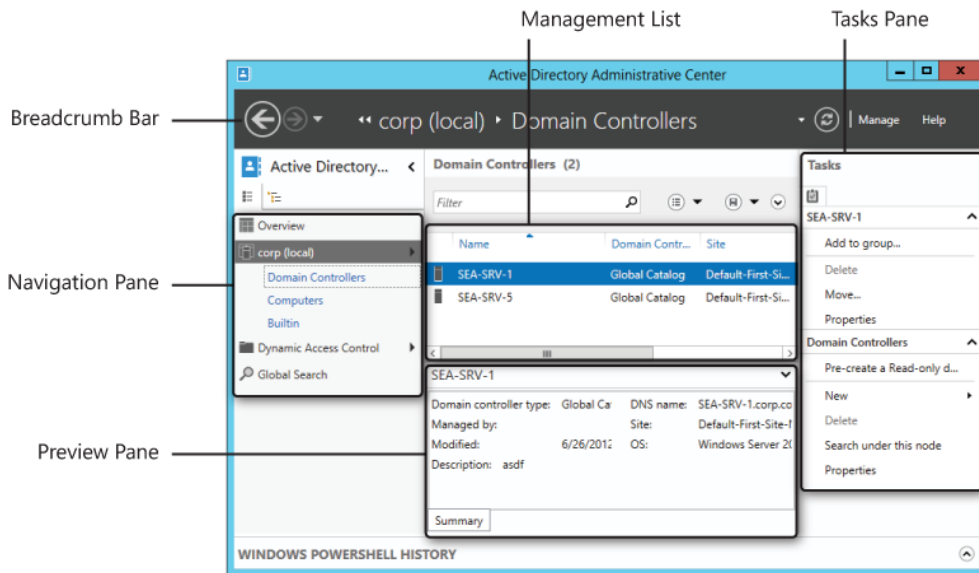 Management List
Tasks Pane
Active Directory Administrative Center
Breadcrumb Bar
corp (local) Domain Controllers
Manage Help
Active Directory...
Domain Controllers (2)
Tasks
Filter
SEA-SRV-1
Overview
Name Domain Contr... Site
Add to group...
corp (local)
SEA-SRV-1 Global Catalog Default-First-Si...
Delete
Navigation Pane
Domain Controllers
SEA-SRV-5 Global Catalog Default-First-Si...
Move...
Computers
Properties
Builtin
Domain Controllers
Dynamic Access Control
Pre-create a Read-only d...
Global Search
SEA-SRV-1
New
Domain controller type: Global Ca DNS name: SEA-SRV-1.corp.co
Delete
Managed by: Site: Default-First-Site-
Preview Pane
Modified: 6/26/2012 OS: Windows Server 20
Search under this node
Description: asdf
Properties
Summary
WINDOWS POWERSHELL HISTORY